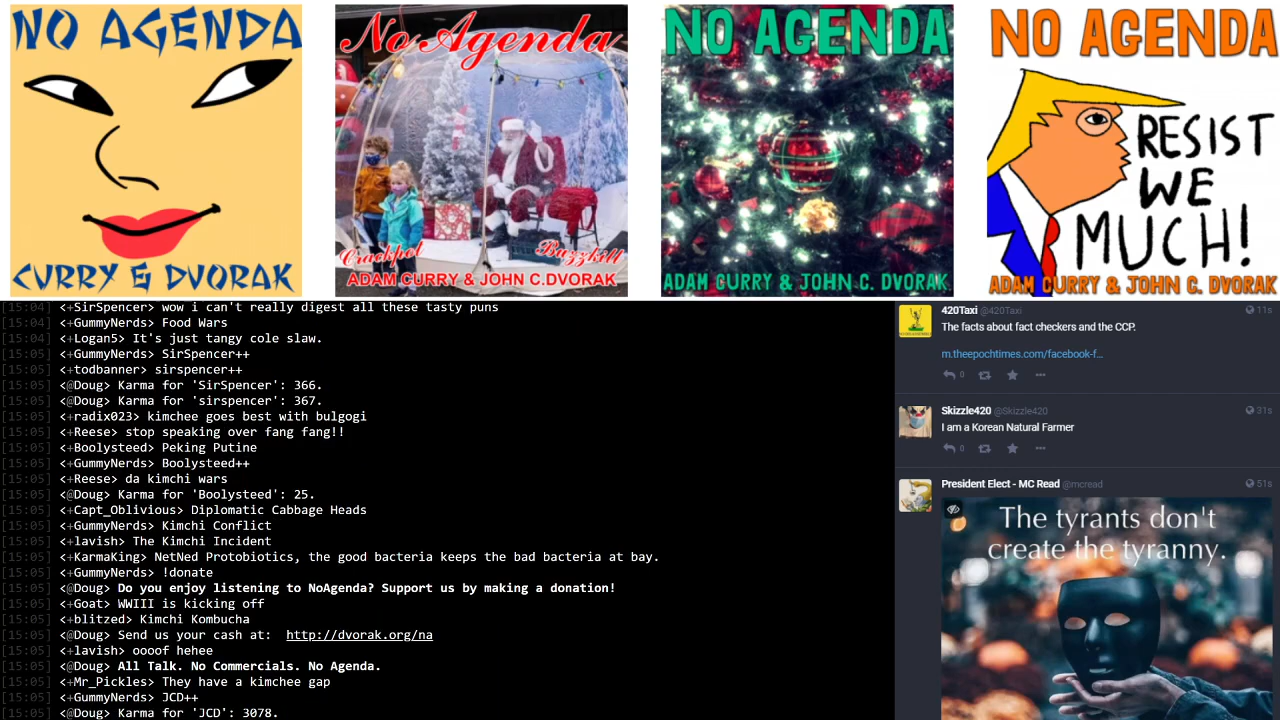 NO AGENDA
CURRY & DVORAK
No Agenda
Crackpot
Buzzkill
ADAM CURRY & JOHN C. DVORAK
NO AGENDA
ADAM CURRY & JOHN C. DVORAK
NO AGENDA
RESIST
WE
MUCH!
ADAM CURRY & JOHN C. DVORAK
[15:04] <+SirSpencer> wow i can't really digest all these tasty puns
[15:04] <+GummyNerds> Food Wars
[15:04] <+Logan5> It's just tangy cole slaw.
[15:05] <+GummyNerds> SirSpencer++
[15:05] <+todbanner> sirspencer++
[15:05] <@Doug> Karma for 'SirSpencer': 366.
[15:05] <@Doug> Karma for 'sirspencer': 367.
[15:05] <+radix023> kimchee goes best with bulgogi
[15:05] <+Reese> stop speaking over fang fang!!
[15:05] <+Boolysteed> Peking Putine
[15:05] <+GummyNerds> Boolysteed++
[15:05] <+Reese> da kimchi wars
[15:05] <@Doug> Karma for 'Boolysteed': 25.
[15:05] <+Capt_Oblivious> Diplomatic Cabbage Heads
[15:05] <+GummyNerds> Kimchi Conflict
[15:05] <+lavish> The Kimchi Incident
[15:05] <+KarmaKing> NetNed Protobiotics, the good bacteria keeps the bad bacteria at bay.
[15:05] <+GummyNerds> !donate
[15:05] <@Doug> Do you enjoy listening to NoAgenda? Support us by making a donation!
[15:05] <+Goat> WWIII is kicking off
[15:05] <+blitzed> Kimchi Kombucha
[15:05] <@Doug> Send us your cash at: http://dvorak.org/na
[15:05] <+lavish> oooof hehee
[15:05] <@Doug> All Talk. No Commercials. No Agenda.
[15:05] <+Mr_Pickles> They have a kimchee gap
[15:05] <+GummyNerds> JCD++
[15:05] <@Doug> Karma for 'JCD': 3078.
420Taxi @420Taxi 11s
The facts about fact checkers and the CCP.
m.theepochtimes.com/facebook-f...
0
Skizzle420 @Skizzle420 31s
I am a Korean Natural Farmer
0
President Elect - MC Read @mcread 51s
The tyrants don't
create the tyranny.